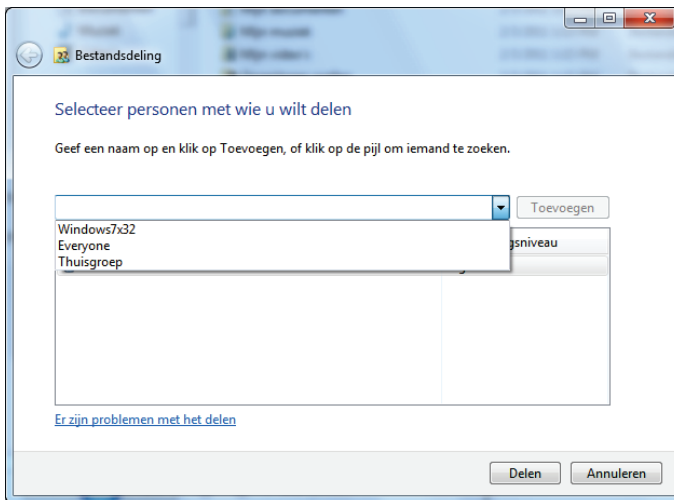 Bestandsdeling
Selecteer personen met wie u wilt delen
Geef een naam op en klik op Toevoegen, of klik op de pijl om iemand te zoeken.
Toevoegen
Windows7x32
Everyone
Thuisgroep
Er zijn problemen met het delen
Delen Annuleren